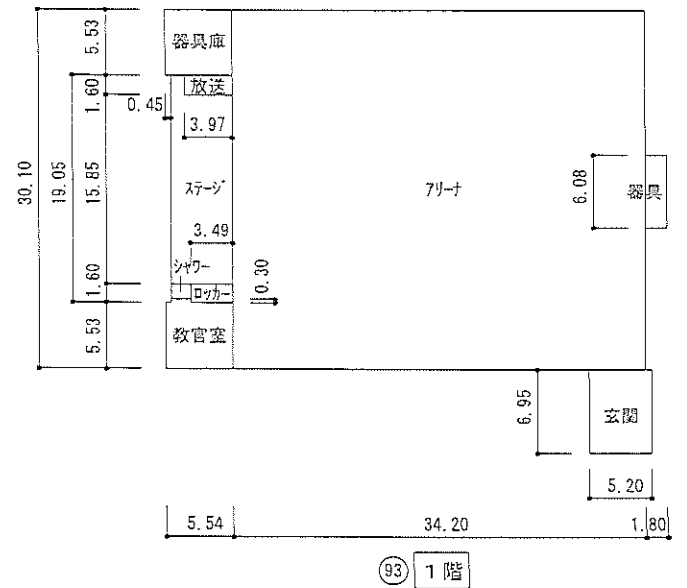 5.53
器具庫
放送
1.60
0.45
3.97
30.10
19.05
15.85
ステージ
アリーナ
6.08
器具
3.49
シャワー
0.30
1.60
ロッカー
5.53
教官室
6.95
玄関
5.20
5.54
34.20
1.80
93 1階